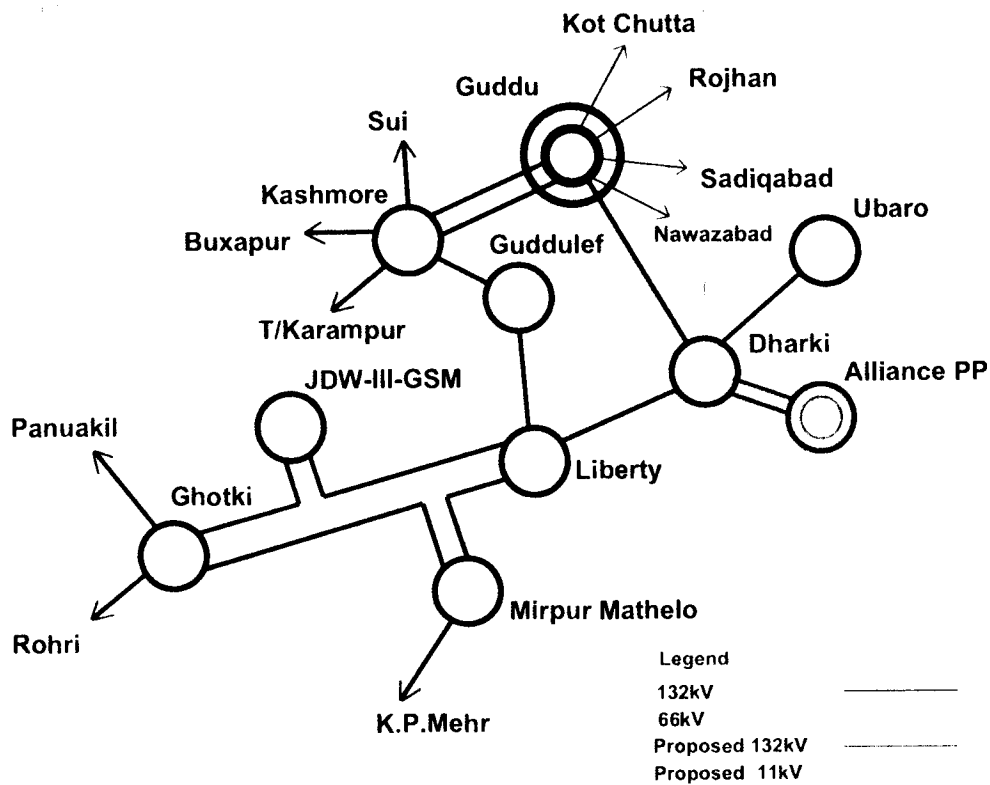 Kot Chutta
Guddu
Rojhan
Sui
Sadiqabad
Kashmore
Ubaro
Buxapur
Nawazabad
Guddulef
T/Karampur
Dharki
JDW-III-GSM
Alliance PP
Panuakil
Liberty
Ghotki
Mirpur Mathelo
Rohri
K.P.Mehr
Legend
132kV
66kV
Proposed 132kV
Proposed 11kV